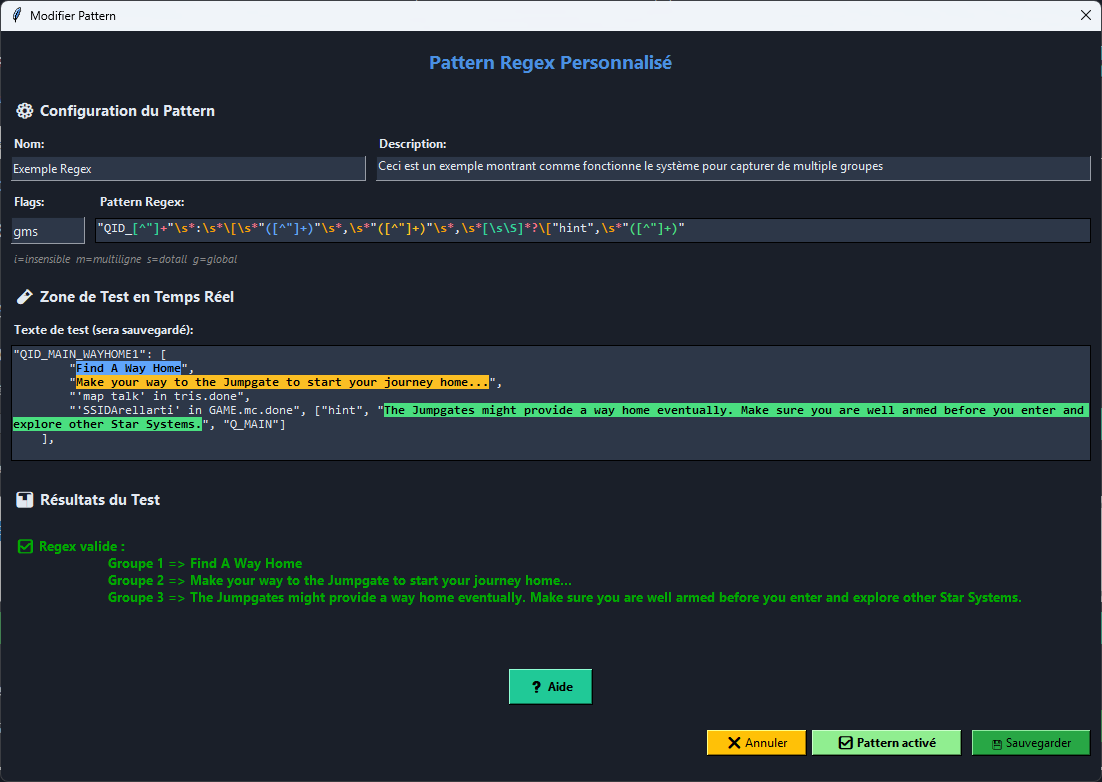 Modifier Pattern
Pattern Regex Personnalisé
Configuration du Pattern
Nom:
Description:
Exemple Regex
Ceci est un exemple montrant comme fonctionne le système pour capturer de multiple groupes
Flags:
Pattern Regex:
gms
"QID_[^"]+"\s*:\s*\[\s*"([^"]+)"\s*,\s*"([^"]+)"\s*,\s*[\s\S]*?\["hint",\s*"([^"]+)"
i=insensible m=multiligne s=dotall g=global
Zone de Test en Temps Réel
Texte de test (sera sauvegardé):
"QID_MAIN_WAYHOME1": [
"Find A Way Home",
"Make your way to the Jumpgate to start your journey home...",
"'map talk' in tris.done",
"'SSIDArellarti' in GAME.mc.done", ["hint", "The Jumpgates might provide a way home eventually. Make sure you are well armed before you enter and
explore other Star Systems.", "Q_MAIN"]
],
Résultats du Test
Regex valide :
Groupe 1 => Find A Way Home
Groupe 2 => Make your way to the Jumpgate to start your journey home...
Groupe 3 => The Jumpgates might provide a way home eventually. Make sure you are well armed before you enter and explore other Star Systems.
? Aide
Annuler
Pattern activé
Sauvegarder